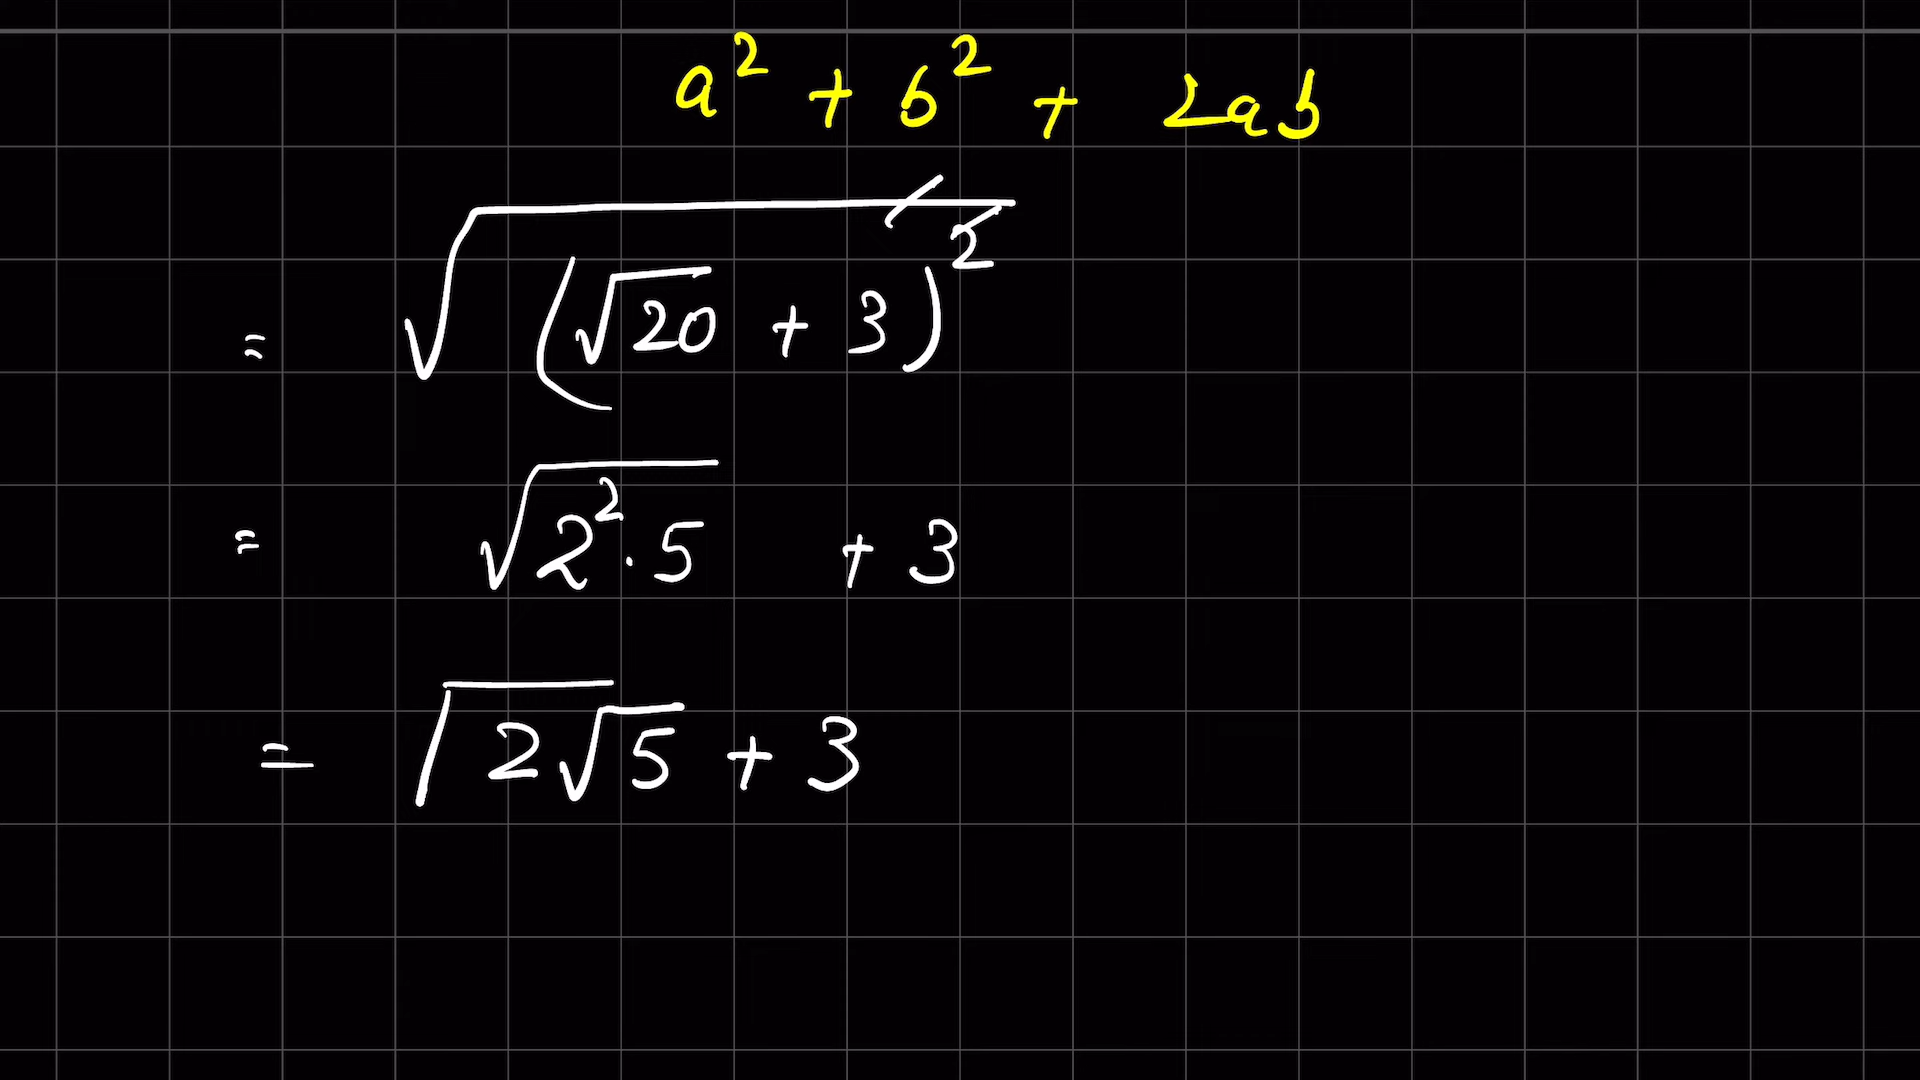 a² + b² + 2ab
= √(√20 + 3)²
= √2²·5 + 3
= 2√5 + 3